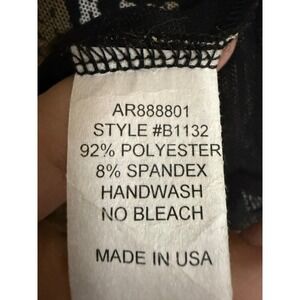 AR888801
STYLE #B1132
92% POLYESTER
8% SPANDEX
HANDWASH
NO BLEACH
MADE IN USA